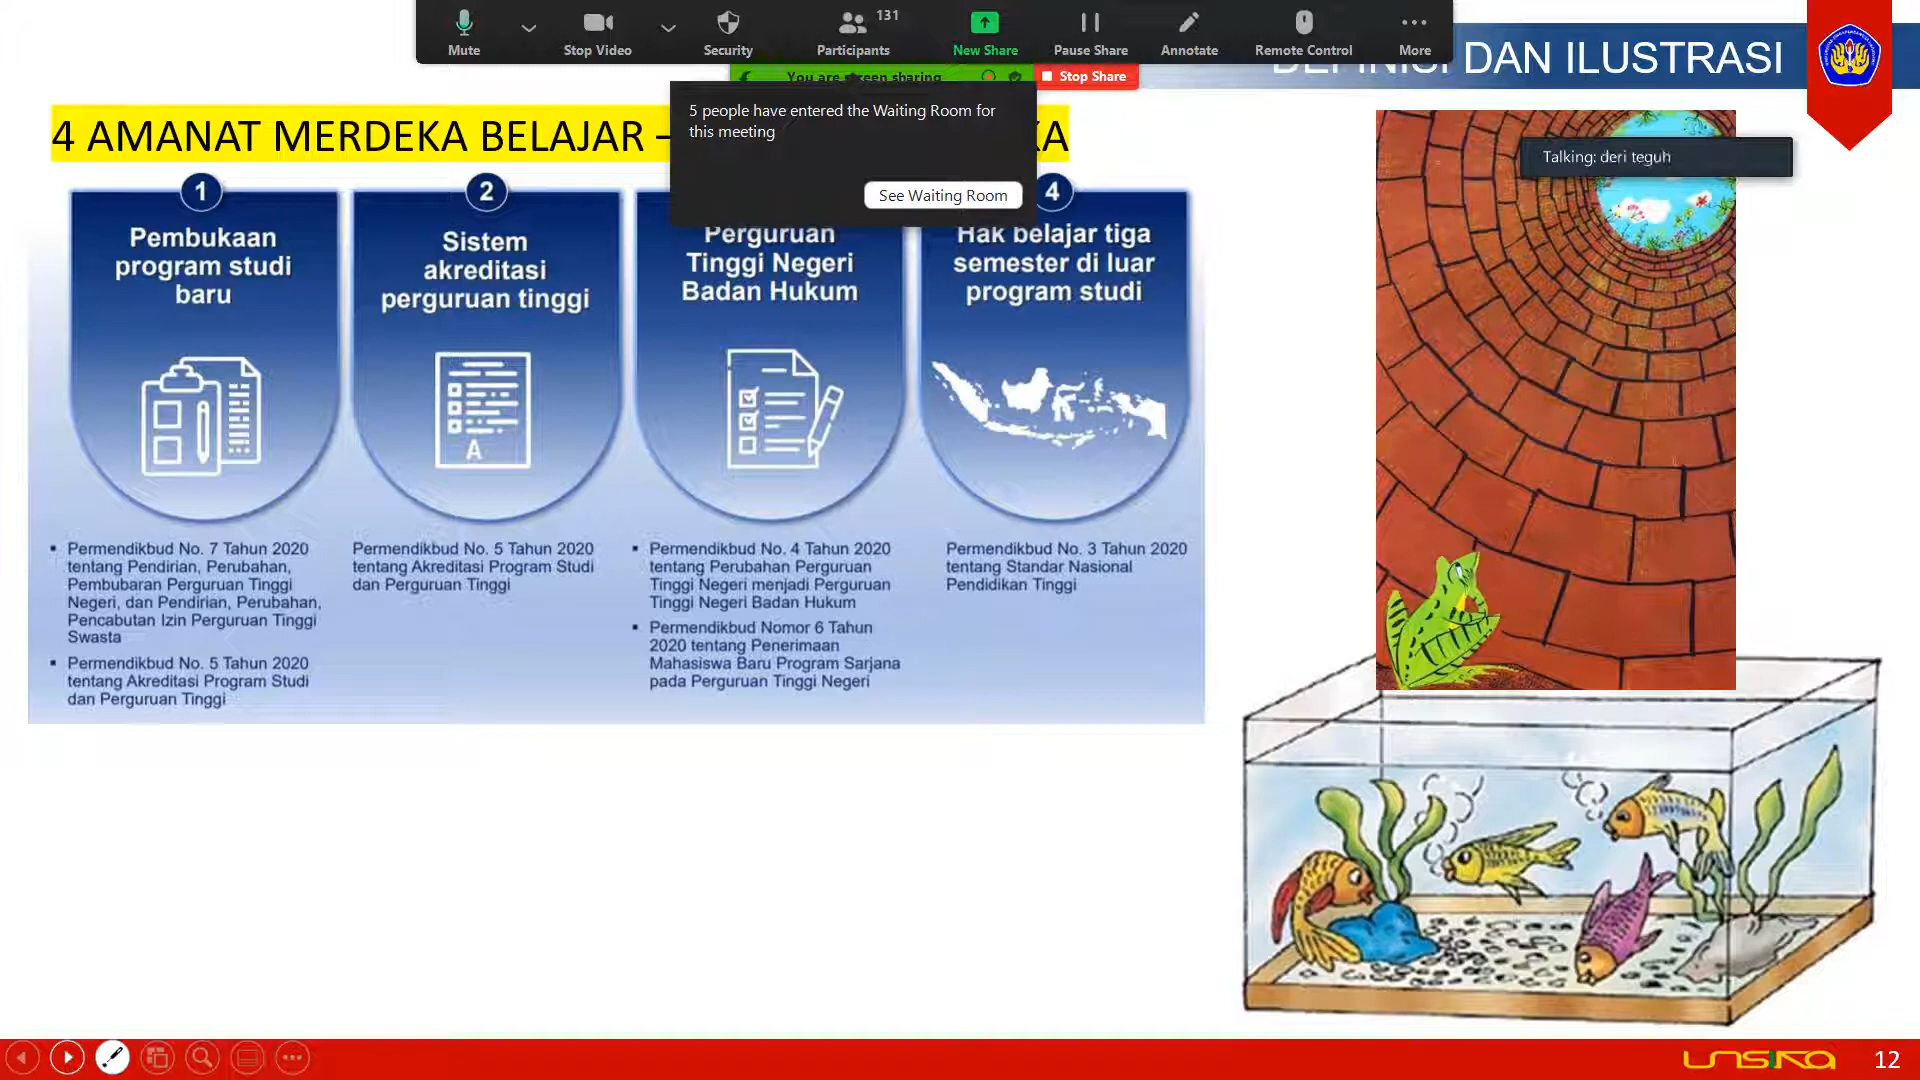 Mute
Stop Video
Security
Participants
131
New Share
Pause Share
Annotate
Remote Control
More
You are screen sharing
Stop Share
DAN ILUSTRASI
5 people have entered the Waiting Room for
this meeting
See Waiting Room
Talking: deri teguh
4 AMANAT MERDEKA BELAJAR –
1
Pembukaan
program studi
baru
2
Sistem
akreditasi
perguruan tinggi
A
Perguruan
Tinggi Negeri
Badan Hukum
4
Hak belajar tiga
semester di luar
program studi
▪ Permendikbud No. 7 Tahun 2020
tentang Pendirian, Perubahan,
Pembubaran Perguruan Tinggi
Negeri, dan Pendirian, Perubahan,
Pencabutan Izin Perguruan Tinggi
Swasta
▪ Permendikbud No. 5 Tahun 2020
tentang Akreditasi Program Studi
dan Perguruan Tinggi
Permendikbud No. 5 Tahun 2020
tentang Akreditasi Program Studi
dan Perguruan Tinggi
▪ Permendikbud No. 4 Tahun 2020
tentang Perubahan Perguruan
Tinggi Negeri menjadi Perguruan
Tinggi Negeri Badan Hukum
▪ Permendikbud Nomor 6 Tahun
2020 tentang Penerimaan
Mahasiswa Baru Program Sarjana
pada Perguruan Tinggi Negeri
Permendikbud No. 3 Tahun 2020
tentang Standar Nasional
Pendidikan Tinggi
unsika
12